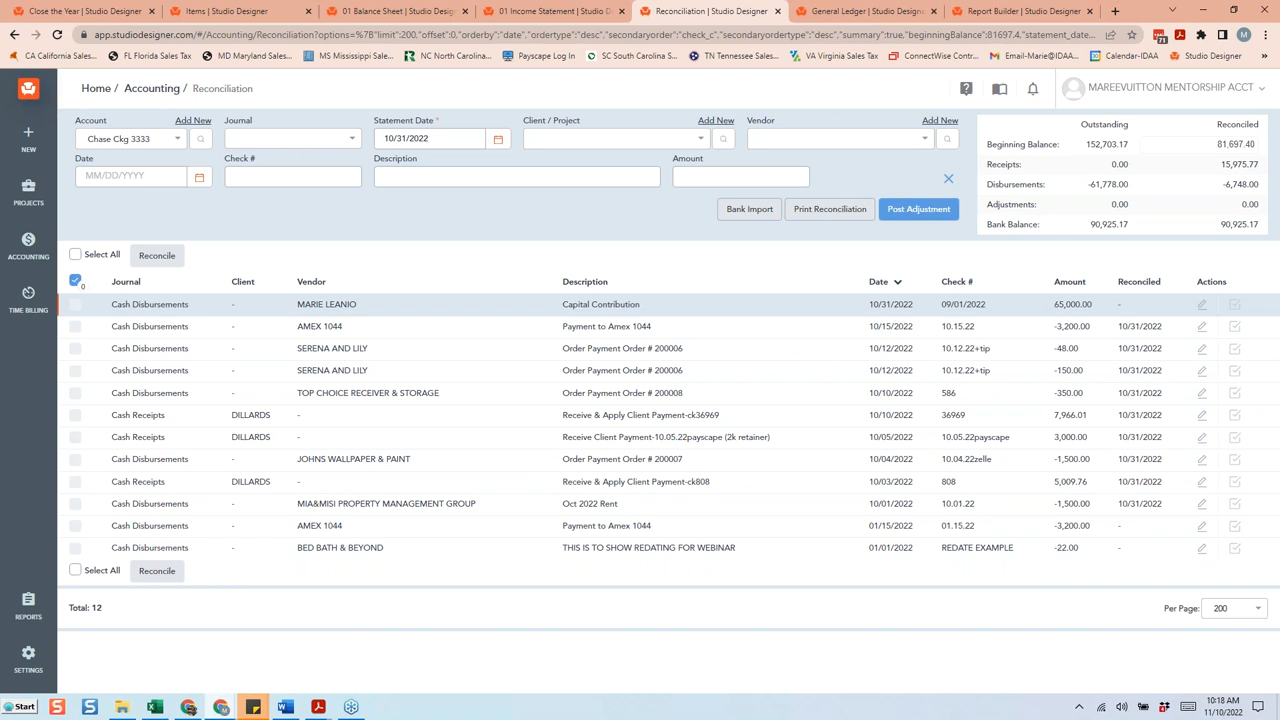 01 Balance Sheet | Studio Des
01 Income Statement | Studio D
Reconciliation | Studio Designer
General Ledger | Studio Designer
Report Builder | Studio Designer
Items | Studio Designer
app.studiodesigner.com/#/Accounting/Reconciliation?options=%7B"limit":200,"offset":0,"orderby":"date","ordertype":"desc","secondaryorder":"check_c","secondaryordertype":"desc","summary":true,"beginningBalance":81697.4,"statement_date...
CA California Sales...
FL Florida Sales Tax
MD Maryland Sales...
MS Mississippi Sales...
NC North Carolina...
Payscape Log In
SC South Carolina S...
TN Tennessee Sales...
VA Virginia Sales Tax
ConnectWise Contr...
Email-Marie@IDAA...
Calendar-IDAA
Studio Designer
Home / Accounting / Reconciliation
MAREEVUITTON MENTORSHIP ACCT
NEW
PROJECTS
ACCOUNTING
TIME BILLING
REPORTS
SETTINGS
Account Add New Journal Statement Date * Client / Project Add New Vendor Add New
Chase Ckg 3333 10/31/2022
Date Check # Description Amount
MM/DD/YYYY
Bank Import Print Reconciliation Post Adjustment
Outstanding Reconciled
Beginning Balance: 152,703.17 81,697.40
Receipts: 0.00 15,975.77
Disbursements: -61,778.00 -6,748.00
Adjustments: 0.00 0.00
Bank Balance: 90,925.17 90,925.17
Select All Reconcile
0 Journal Client Vendor Description Date Check # Amount Reconciled Actions
Cash Disbursements - MARIE LEANIO Capital Contribution 10/31/2022 09/01/2022 65,000.00 -
Cash Disbursements - AMEX 1044 Payment to Amex 1044 10/15/2022 10.15.22 -3,200.00 10/31/2022
Cash Disbursements - SERENA AND LILY Order Payment Order # 200006 10/12/2022 10.12.22+tip -48.00 10/31/2022
Cash Disbursements - SERENA AND LILY Order Payment Order # 200006 10/12/2022 10.12.22+tip -150.00 10/31/2022
Cash Disbursements - TOP CHOICE RECEIVER & STORAGE Order Payment Order # 200008 10/10/2022 586 -350.00 10/31/2022
Cash Receipts DILLARDS - Receive & Apply Client Payment-ck36969 10/10/2022 36969 7,966.01 10/31/2022
Cash Receipts DILLARDS - Receive Client Payment-10.05.22payscape (2k retainer) 10/05/2022 10.05.22payscape 3,000.00 10/31/2022
Cash Disbursements - JOHNS WALLPAPER & PAINT Order Payment Order # 200007 10/04/2022 10.04.22zelle -1,500.00 10/31/2022
Cash Receipts DILLARDS - Receive & Apply Client Payment-ck808 10/03/2022 808 5,009.76 10/31/2022
Cash Disbursements - MIA&MISI PROPERTY MANAGEMENT GROUP Oct 2022 Rent 10/01/2022 10.01.22 -1,500.00 10/31/2022
Cash Disbursements - AMEX 1044 Payment to Amex 1044 01/15/2022 01.15.22 -3,200.00 -
Cash Disbursements - BED BATH & BEYOND THIS IS TO SHOW REDATING FOR WEBINAR 01/01/2022 REDATE EXAMPLE -22.00 -
Select All Reconcile
Total: 12
Per Page: 200
Start
10:18 AM
11/10/2022